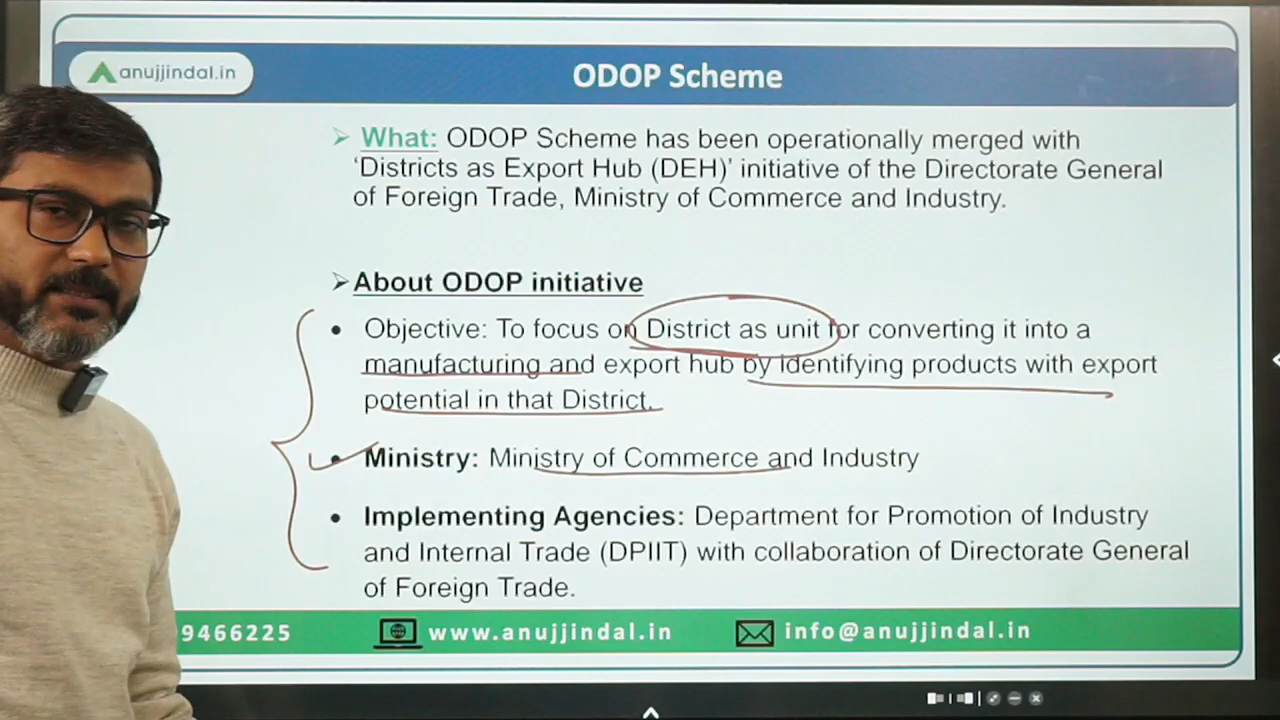 anujjindal.in
ODOP Scheme
What: ODOP Scheme has been operationally merged with
‘Districts as Export Hub (DEH)’ initiative of the Directorate General
of Foreign Trade, Ministry of Commerce and Industry.
About ODOP initiative
Objective: To focus on District as unit for converting it into a
manufacturing and export hub by identifying products with export
potential in that District.
Ministry: Ministry of Commerce and Industry
Implementing Agencies: Department for Promotion of Industry
and Internal Trade (DPIIT) with collaboration of Directorate General
of Foreign Trade.
9466225
www.anujjindal.in
info@anujjindal.in